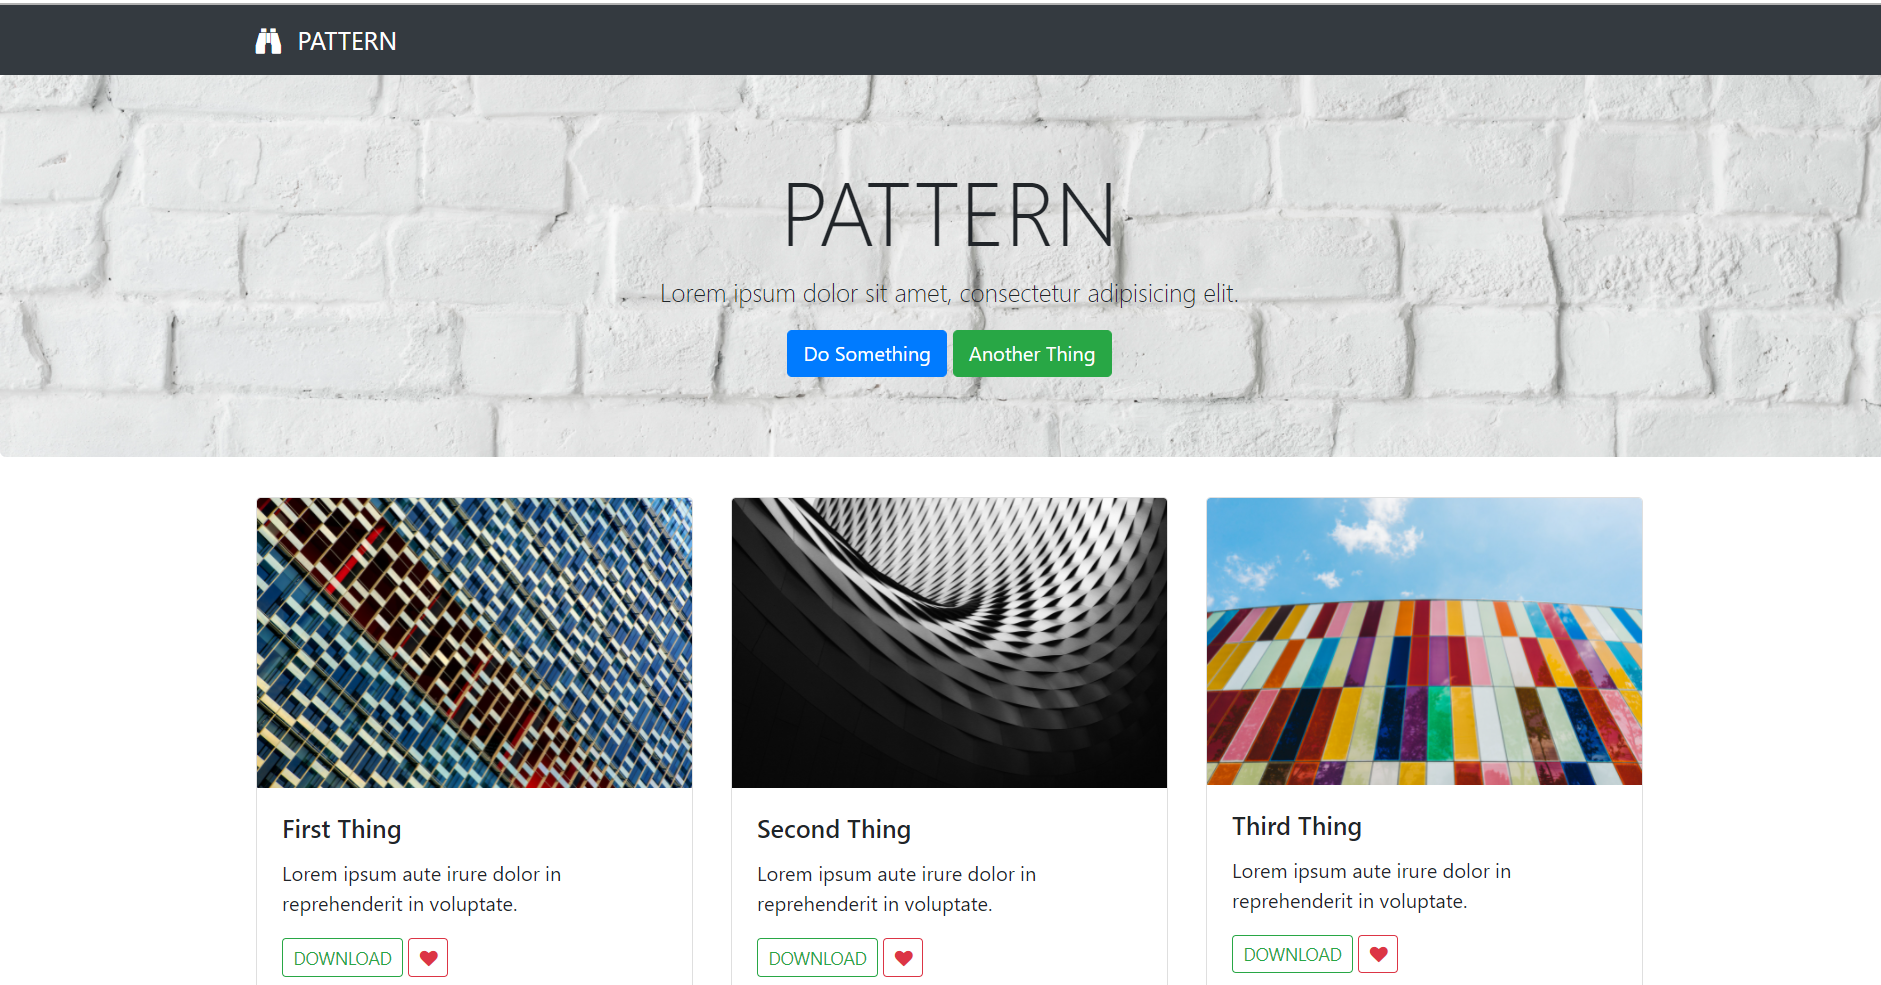 PATTERN
PATTERN
Lorem ipsum dolor sit amet, consectetur adipisicing elit.
Do Something
Another Thing
First Thing
Lorem ipsum aute irure dolor in
reprehenderit in voluptate.
DOWNLOAD
Second Thing
Lorem ipsum aute irure dolor in
reprehenderit in voluptate.
DOWNLOAD
Third Thing
Lorem ipsum aute irure dolor in
reprehenderit in voluptate.
DOWNLOAD